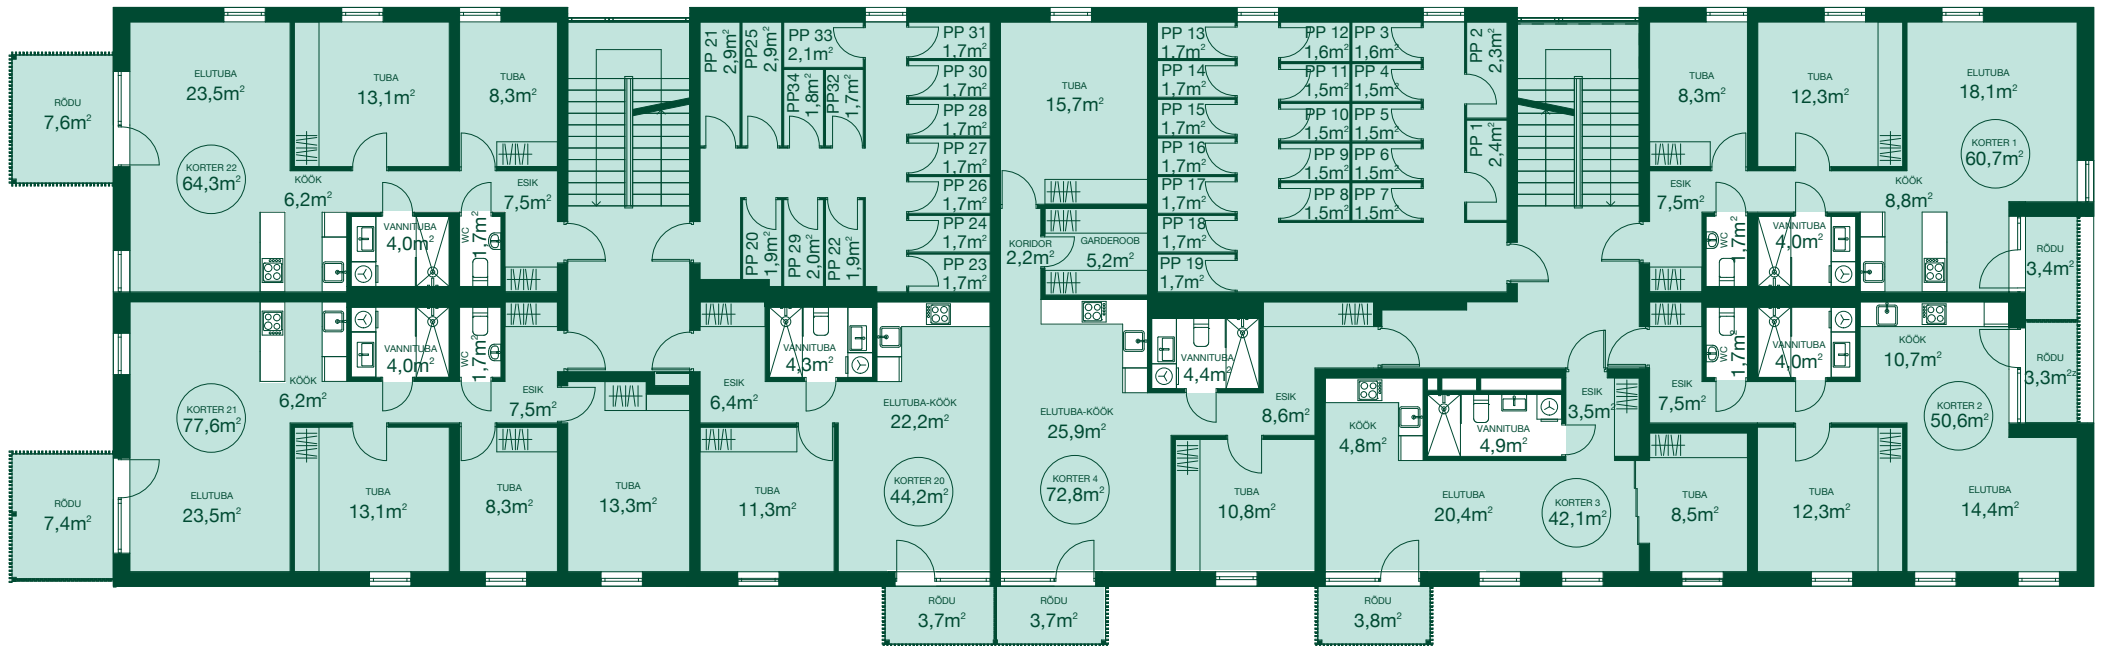 RÕDU
7,6m²
ELUTUBA
23,5m²
KORTER 22
64,3m²
TUBA
13,1m²
TUBA
8,3m²
KÖÖK
6,2m²
VANNITUBA
4,0m²
WC
1,7m²
ESIK
7,5m²
PP 21
2,9m²
PP25
2,9m²
PP 33
2,1m²
PP34
1,8m²
PP32
1,7m²
PP 20
1,9m²
PP 29
2,0m²
PP 22
1,9m²
PP 31
1,7m²
PP 30
1,7m²
PP 28
1,7m²
PP 27
1,7m²
PP 26
1,7m²
PP 24
1,7m²
PP 23
1,7m²
TUBA
15,7m²
KORIDOR
2,2m²
GARDEROOB
5,2m²
PP 13
1,7m²
PP 14
1,7m²
PP 15
1,7m²
PP 16
1,7m²
PP 17
1,7m²
PP 18
1,7m²
PP 19
1,7m²
PP 12
1,6m²
PP 11
1,5m²
PP 10
1,5m²
PP 9
1,5m²
PP 8
1,5m²
PP 3
1,6m²
PP 4
1,5m²
PP 5
1,5m²
PP 6
1,5m²
PP 7
1,5m²
PP 2
2,3m²
PP 1
2,4m²
TUBA
8,3m²
TUBA
12,3m²
ELUTUBA
18,1m²
KORTER 1
60,7m²
ESIK
7,5m²
WC
1,7m²
VANNITUBA
4,0m²
KÖÖK
8,8m²
RÕDU
3,4m²
RÕDU
7,4m²
KORTER 21
77,6m²
ELUTUBA
23,5m²
KÖÖK
6,2m²
VANNITUBA
4,0m²
WC
1,7m²
ESIK
7,5m²
TUBA
13,1m²
TUBA
8,3m²
TUBA
13,3m²
ESIK
6,4m²
VANNITUBA
4,3m²
TUBA
11,3m²
ELUTUBA-KÖÖK
22,2m²
KORTER 20
44,2m²
RÕDU
3,7m²
ELUTUBA-KÖÖK
25,9m²
KORTER 4
72,8m²
VANNITUBA
4,4m²
ESIK
8,6m²
TUBA
10,8m²
RÕDU
3,7m²
KÖÖK
4,8m²
VANNITUBA
4,9m²
ESIK
3,5m²
ELUTUBA
20,4m²
KORTER 3
42,1m²
RÕDU
3,8m²
ESIK
7,5m²
WC
1,7m²
VANNITUBA
4,0m²
KÖÖK
10,7m²
RÕDU
3,3m²²
KORTER 2
50,6m²
TUBA
8,5m²
TUBA
12,3m²
ELUTUBA
14,4m²